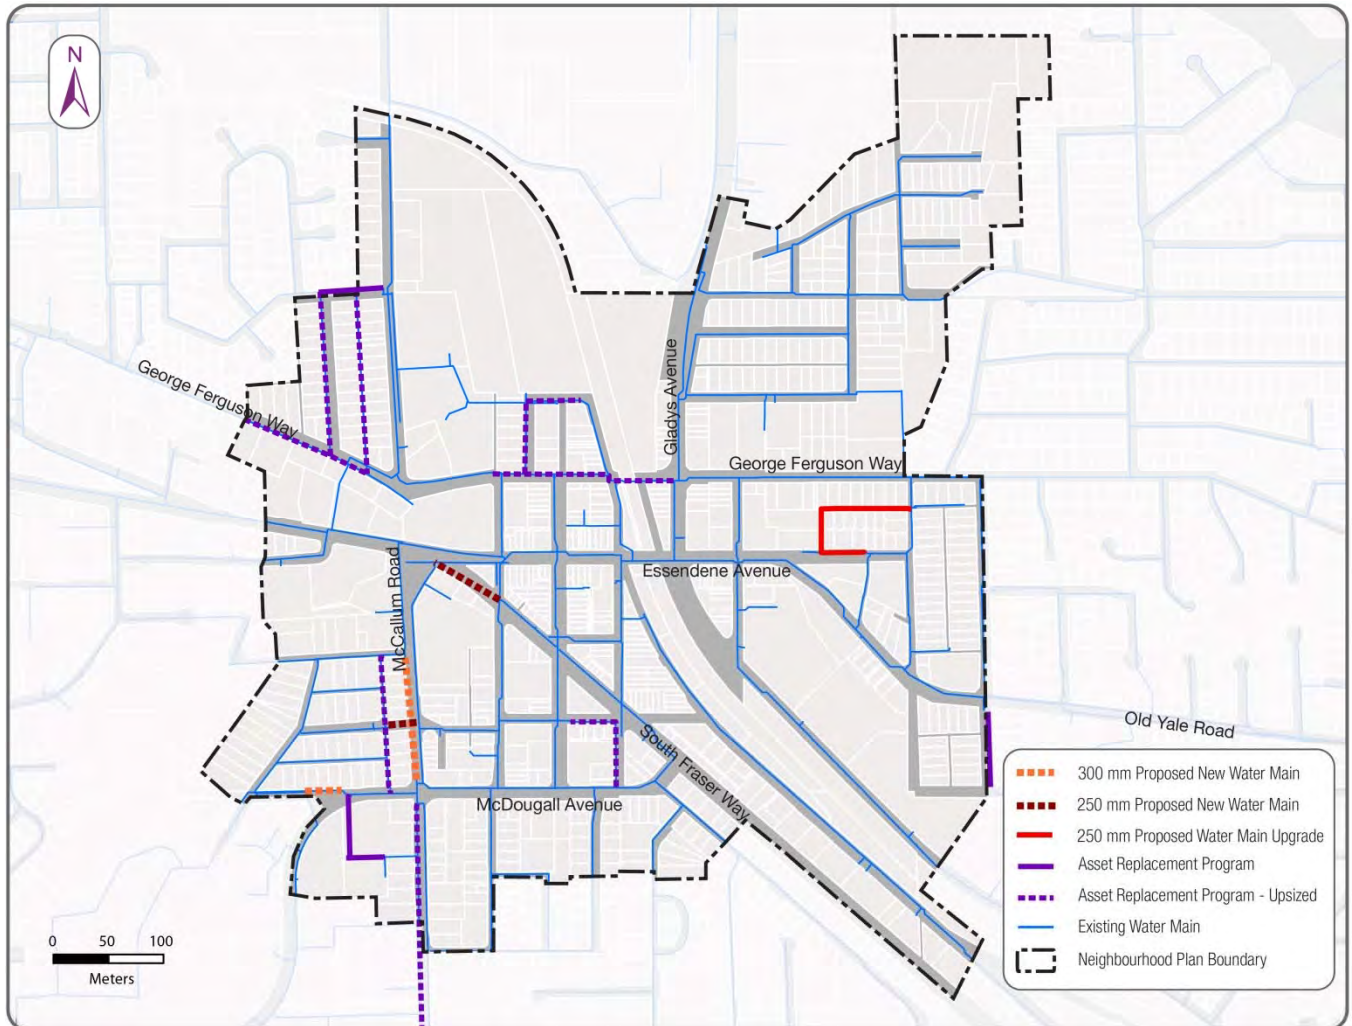 N
George Ferguson Way
Gladys Avenue
George Ferguson Way
McCallum Road
Essendene Avenue
Old Yale Road
South Fraser Way
McDougall Avenue
300 mm Proposed New Water Main
250 mm Proposed New Water Main
250 mm Proposed Water Main Upgrade
Asset Replacement Program
Asset Replacement Program - Upsized
Existing Water Main
Neighbourhood Plan Boundary
0 50 100
Meters